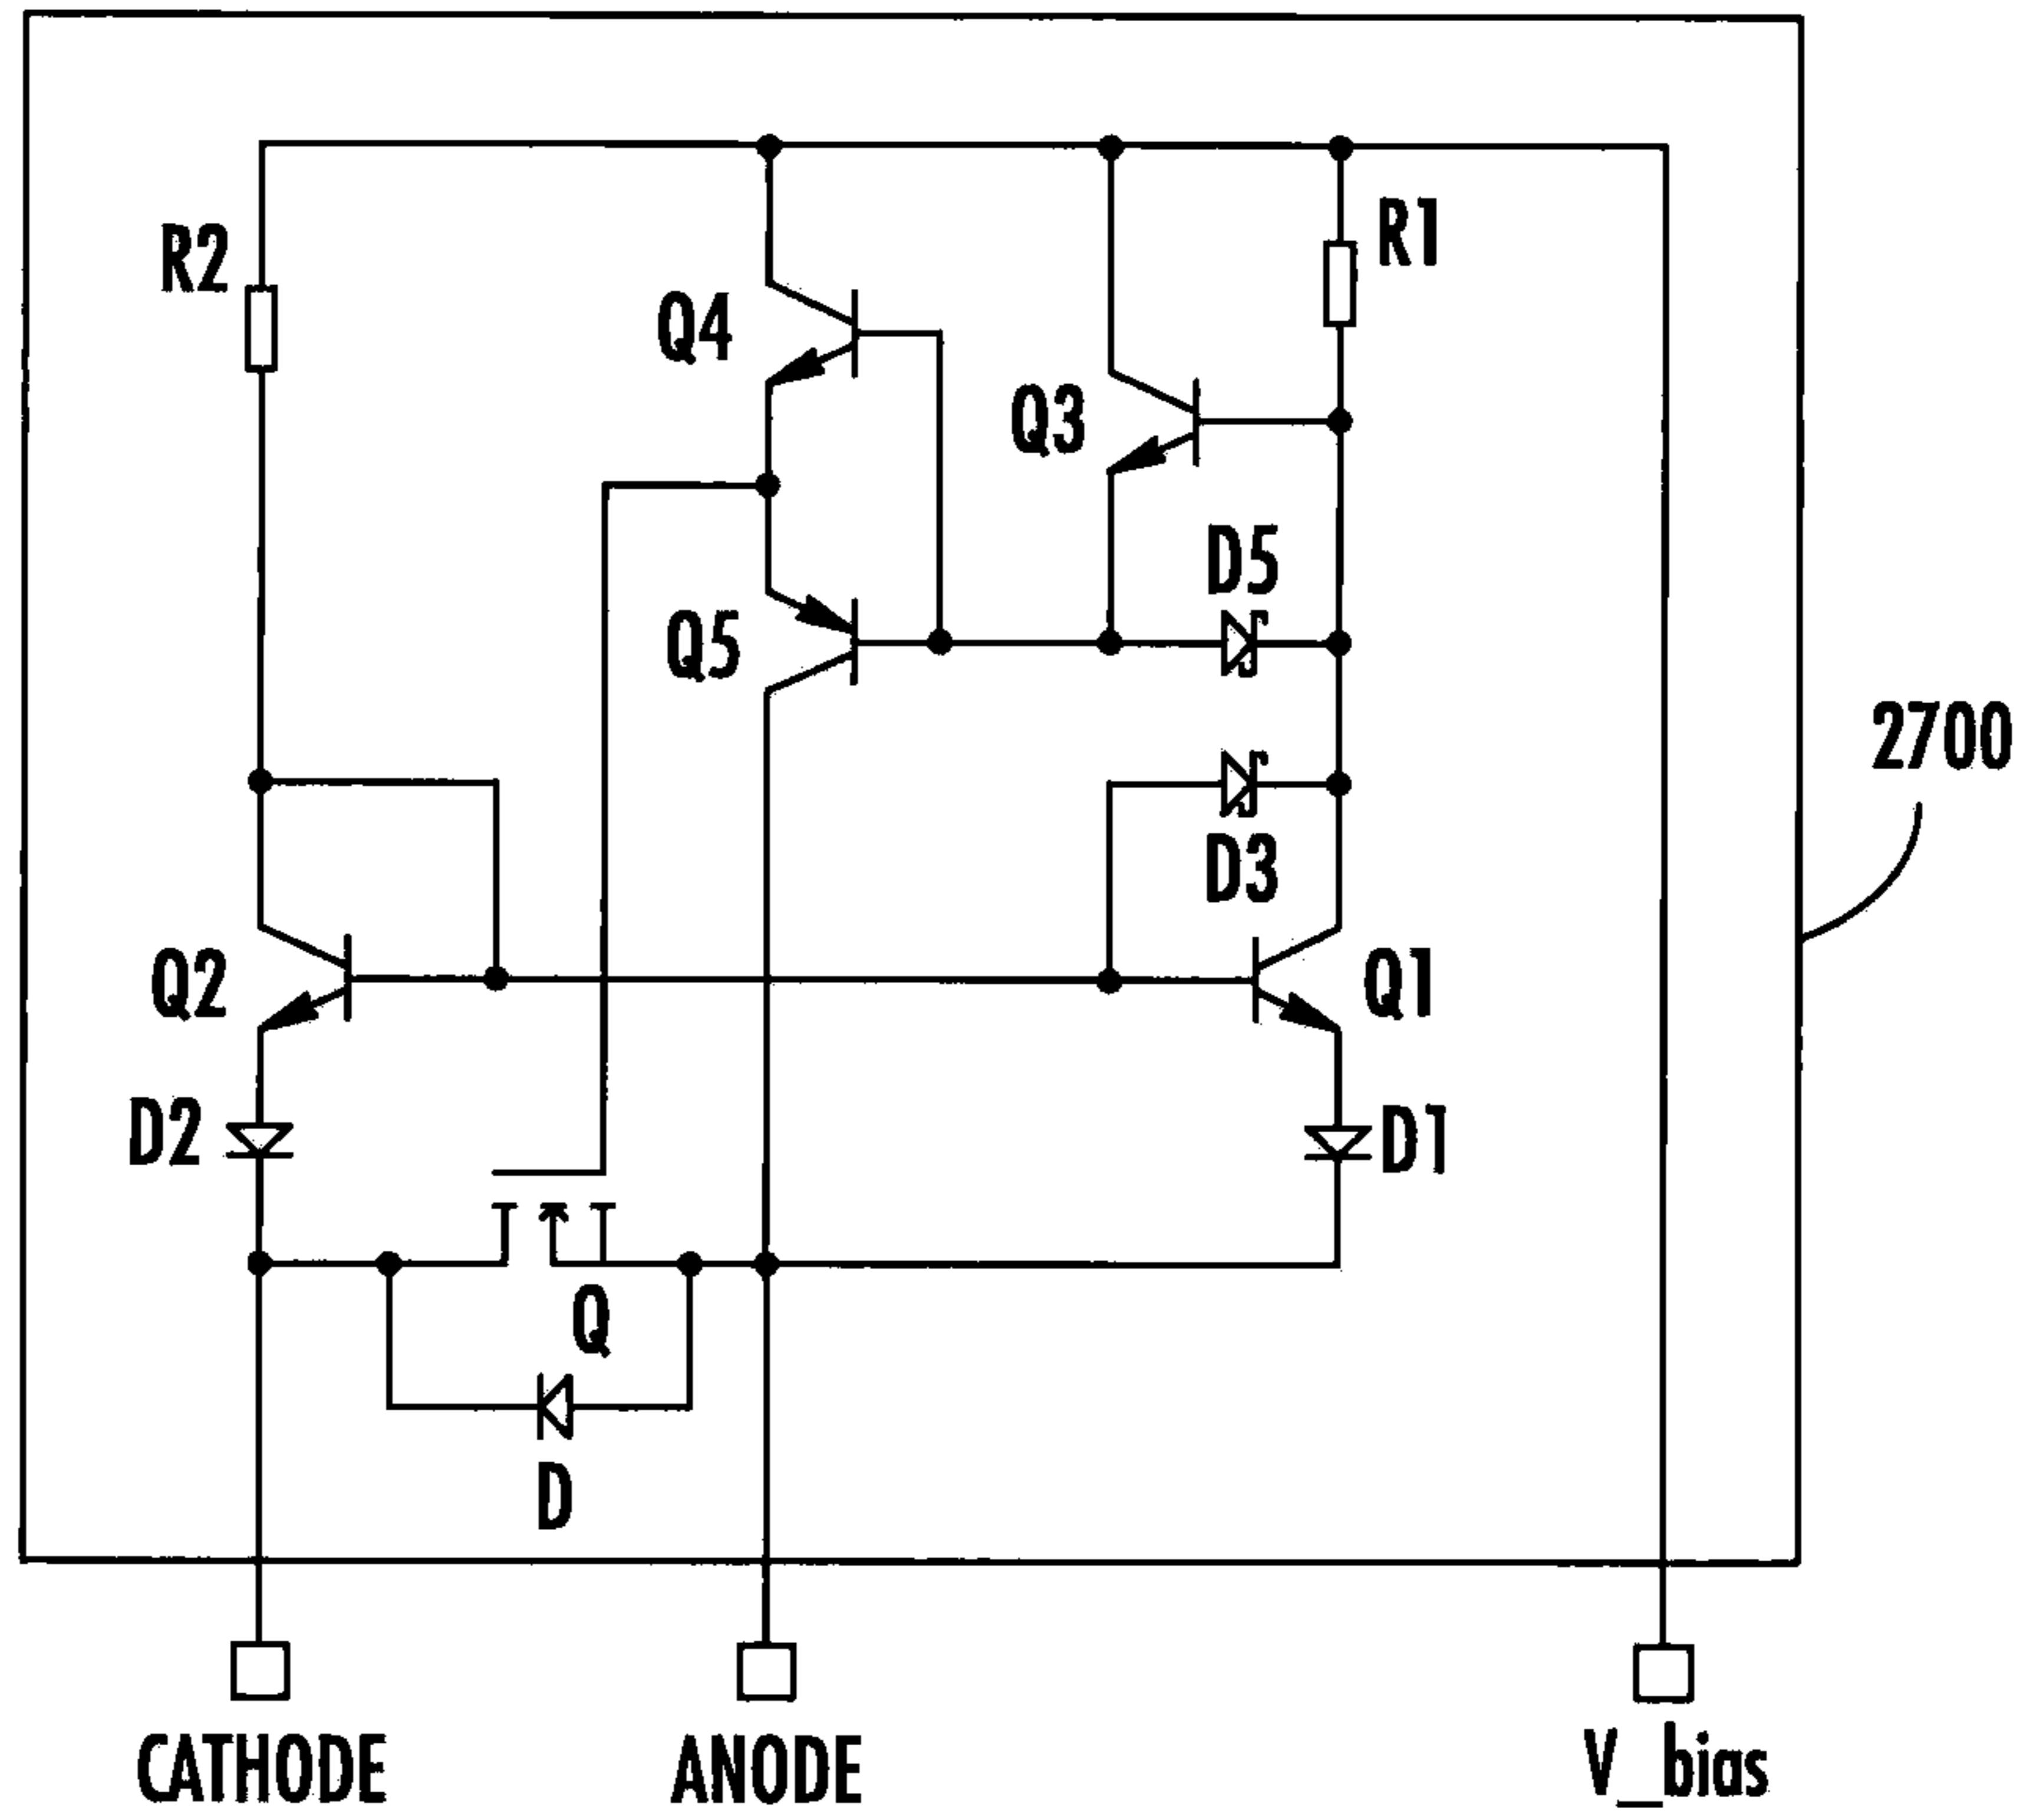 R2
R1
Q4
Q3
D5
Q5
2700
D3
Q2
Q1
D2
D1
Q
D
CATHODE
ANODE
V_bias